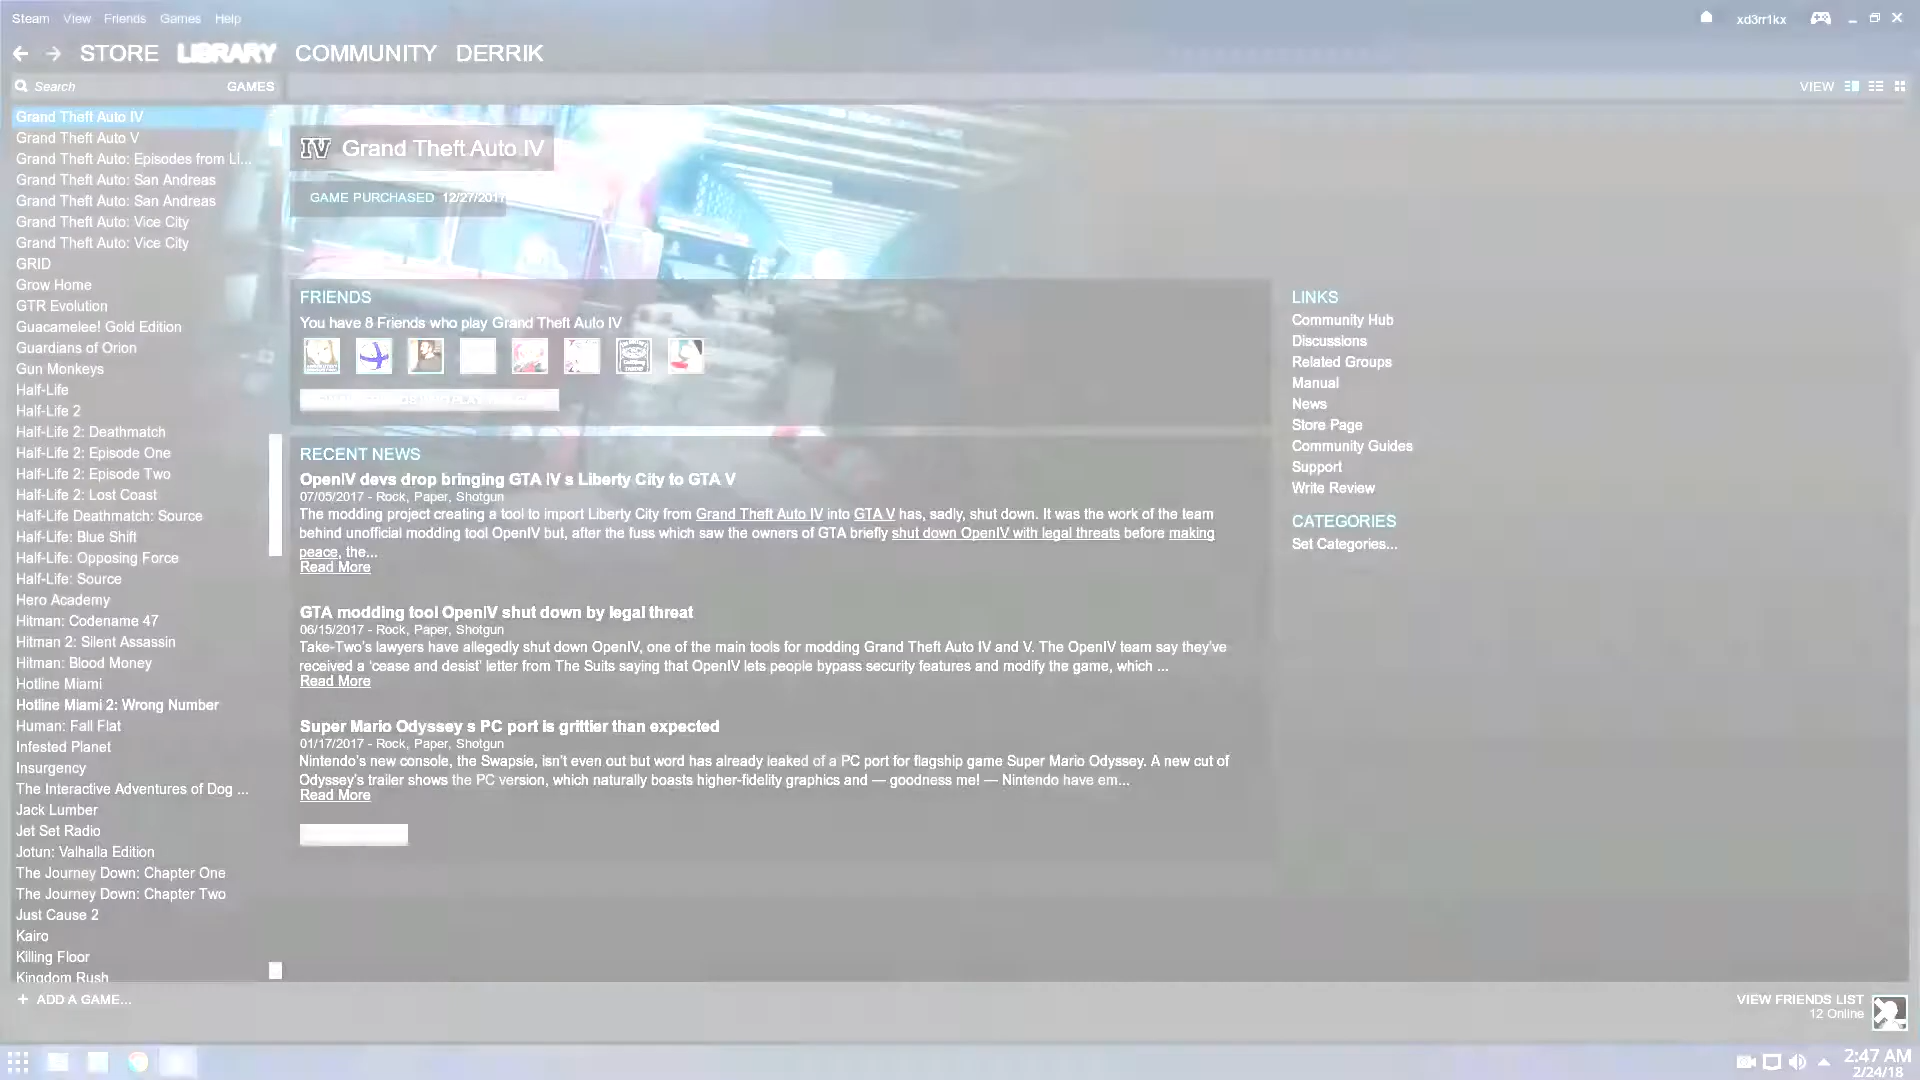 Steam View Friends Games Help
xd3rr1kx
STORE LIBRARY COMMUNITY DERRIK
Search GAMES
VIEW
Grand Theft Auto IV
Grand Theft Auto V
Grand Theft Auto: Episodes from Li...
Grand Theft Auto: San Andreas
Grand Theft Auto: San Andreas
Grand Theft Auto: Vice City
Grand Theft Auto: Vice City
GRID
Grow Home
GTR Evolution
Guacamelee! Gold Edition
Guardians of Orion
Gun Monkeys
Half-Life
Half-Life 2
Half-Life 2: Deathmatch
Half-Life 2: Episode One
Half-Life 2: Episode Two
Half-Life 2: Lost Coast
Half-Life Deathmatch: Source
Half-Life: Blue Shift
Half-Life: Opposing Force
Half-Life: Source
Hero Academy
Hitman: Codename 47
Hitman 2: Silent Assassin
Hitman: Blood Money
Hotline Miami
Hotline Miami 2: Wrong Number
Human: Fall Flat
Infested Planet
Insurgency
The Interactive Adventures of Dog ...
Jack Lumber
Jet Set Radio
Jotun: Valhalla Edition
The Journey Down: Chapter One
The Journey Down: Chapter Two
Just Cause 2
Kairo
Killing Floor
Kingdom Rush
+ ADD A GAME...
IV Grand Theft Auto IV
GAME PURCHASED 12/27/2017
FRIENDS
You have 8 Friends who play Grand Theft Auto IV
RECENT NEWS
OpenIV devs drop bringing GTA IV s Liberty City to GTA V
07/05/2017 - Rock, Paper, Shotgun
The modding project creating a tool to import Liberty City from Grand Theft Auto IV into GTA V has, sadly, shut down. It was the work of the team
behind unofficial modding tool OpenIV but, after the fuss which saw the owners of GTA briefly shut down OpenIV with legal threats before making
peace, the...
Read More
GTA modding tool OpenIV shut down by legal threat
06/15/2017 - Rock, Paper, Shotgun
Take-Two’s lawyers have allegedly shut down OpenIV, one of the main tools for modding Grand Theft Auto IV and V. The OpenIV team say they’ve
received a ‘cease and desist’ letter from The Suits saying that OpenIV lets people bypass security features and modify the game, which ...
Read More
Super Mario Odyssey s PC port is grittier than expected
01/17/2017 - Rock, Paper, Shotgun
Nintendo’s new console, the Swapsie, isn’t even out but word has already leaked of a PC port for flagship game Super Mario Odyssey. A new cut of
Odyssey’s trailer shows the PC version, which naturally boasts higher-fidelity graphics and — goodness me! — Nintendo have em...
Read More
LINKS
Community Hub
Discussions
Related Groups
Manual
News
Store Page
Community Guides
Support
Write Review
CATEGORIES
Set Categories...
VIEW FRIENDS LIST
12 Online
2:47 AM
2/24/18